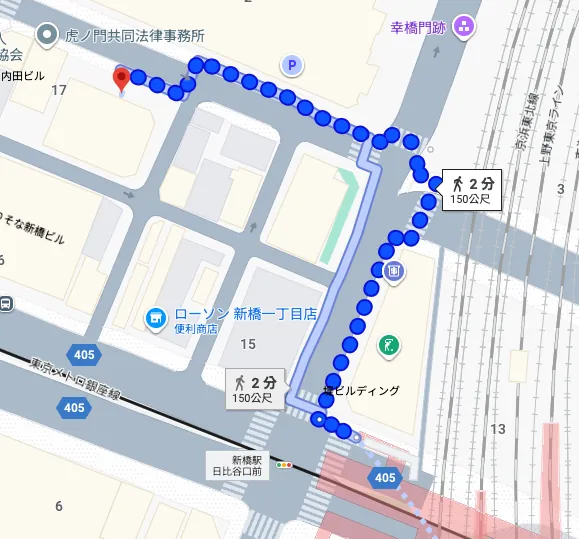 幸橋門跡
虎ノ門共同法律事務所
協会
内田ビル
17
P
京浜東北線
上野東京ライン
3
2 分
150公尺
りそな新橋ビル
ローソン 新橋一丁目店
便利商店
15
405
東京メトロ銀座線
405
2 分
150公尺
堤ビルディング
新橋駅
日比谷口前
405
13
6